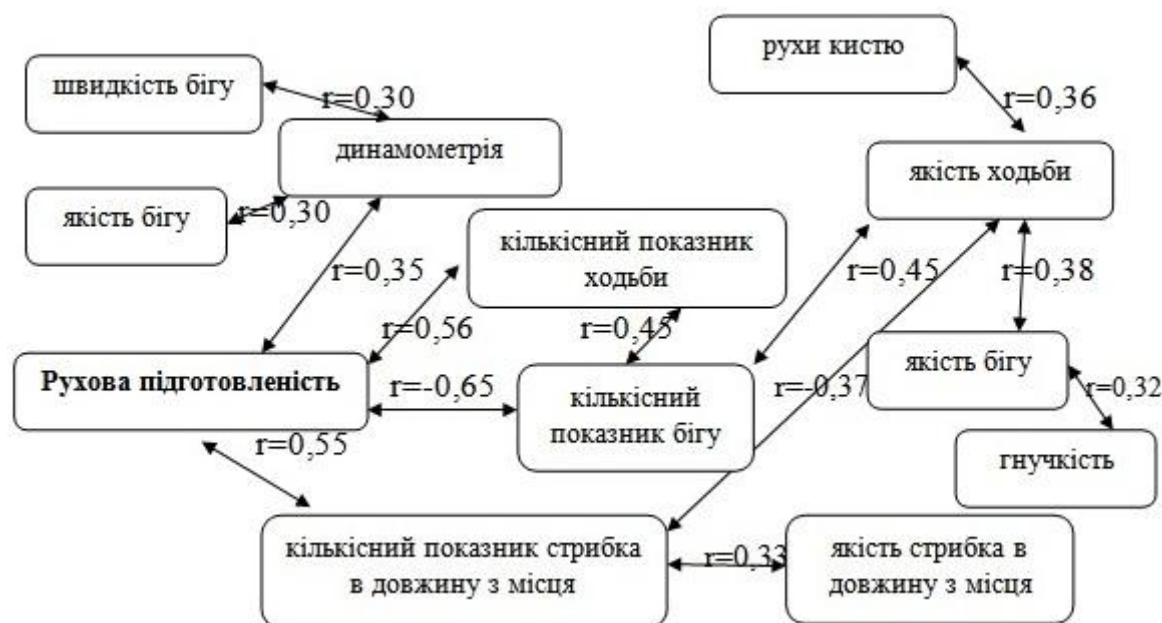 рухи кистю
швидкість бігу
r=0,30
r=0,36
динамометрія
якість ходьби
якість бігу
r=0,30
кількісний показник
ходьби
r=0,35
r=0,45
r=0,38
r=0,56
r=0,45
Рухова підготовленість
r=-0,65
кількісний
показник бігу
r=-0,37
якість бігу
r=0,32
r=0,55
гнучкість
кількісний показник стрибка
в довжину з місця
r=0,33
якість стрибка в
довжину з місця